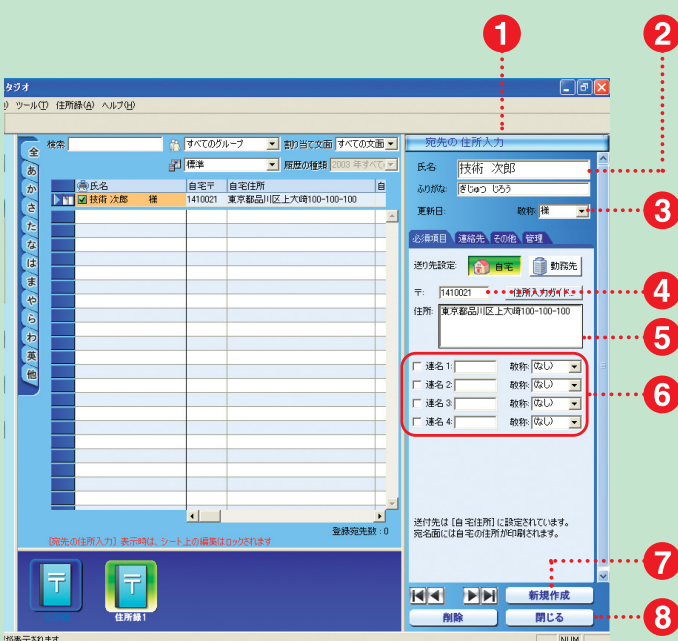 1
2
タジオ
ツール(T) 住所録(A) ヘルプ(H)
検索 すべてのグループ 割り当て文面 すべての文面
標準 履歴の種類 2003 年すべて
氏名 自宅〒 自宅住所 自
技術 次郎 様 1410021 東京都品川区上大崎100-100-100
全
あ
か
さ
た
な
は
ま
や
ら
わ
英
他
登録宛先数：0
[宛先の住所入力] 表示時は、シート上の編集はロックされます
〒 〒
住所録1
宛先の住所入力
氏名: 技術 次郎
ふりがな: ぎじゅつ じろう
更新日: 敬称: 様
3
必須項目 連絡先 その他 管理
送り先設定: 自宅 勤務先
〒: 1410021 住所入力ガイド...
4
住所: 東京都品川区上大崎100-100-100
5
連名 1: 敬称: (なし)
連名 2: 敬称: (なし)
6
連名 3: 敬称: (なし)
連名 4: 敬称: (なし)
送付先は [自宅住所] に設定されています。
宛名面には自宅の住所が印刷されます。
7
新規作成
削除 閉じる
8
が表示されます
NUM